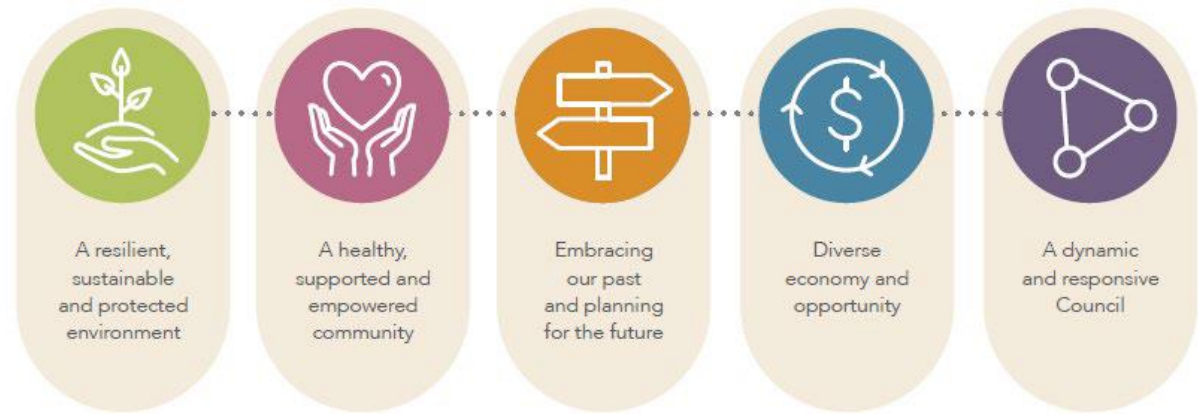 A resilient,
sustainable
and protected
environment
A healthy,
supported and
empowered
community
Embracing
our past
and planning
for the future
$
Diverse
economy and
opportunity
A dynamic
and responsive
Council